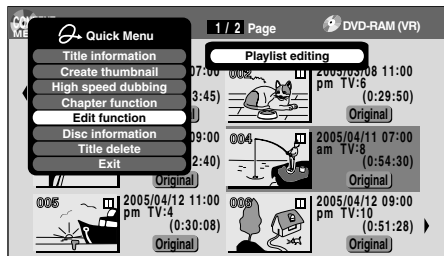 Quick Menu
Title information
Create thumbnail
High speed dubbing
Chapter function
Edit function
Disc information
Title delete
Exit
1 / 2 Page
DVD-RAM (VR)
Playlist editing
07:00
3:45)
002
2005/03/08 11:00
pm TV:6
(0:29:50)
Original
09:00
2:40)
Original
004
2005/04/11 07:00
am TV:8
(0:54:30)
Original
005
2005/04/12 11:00
pm TV:4
(0:30:08)
Original
006
2005/04/12 09:00
pm TV:10
(0:51:28)
Original